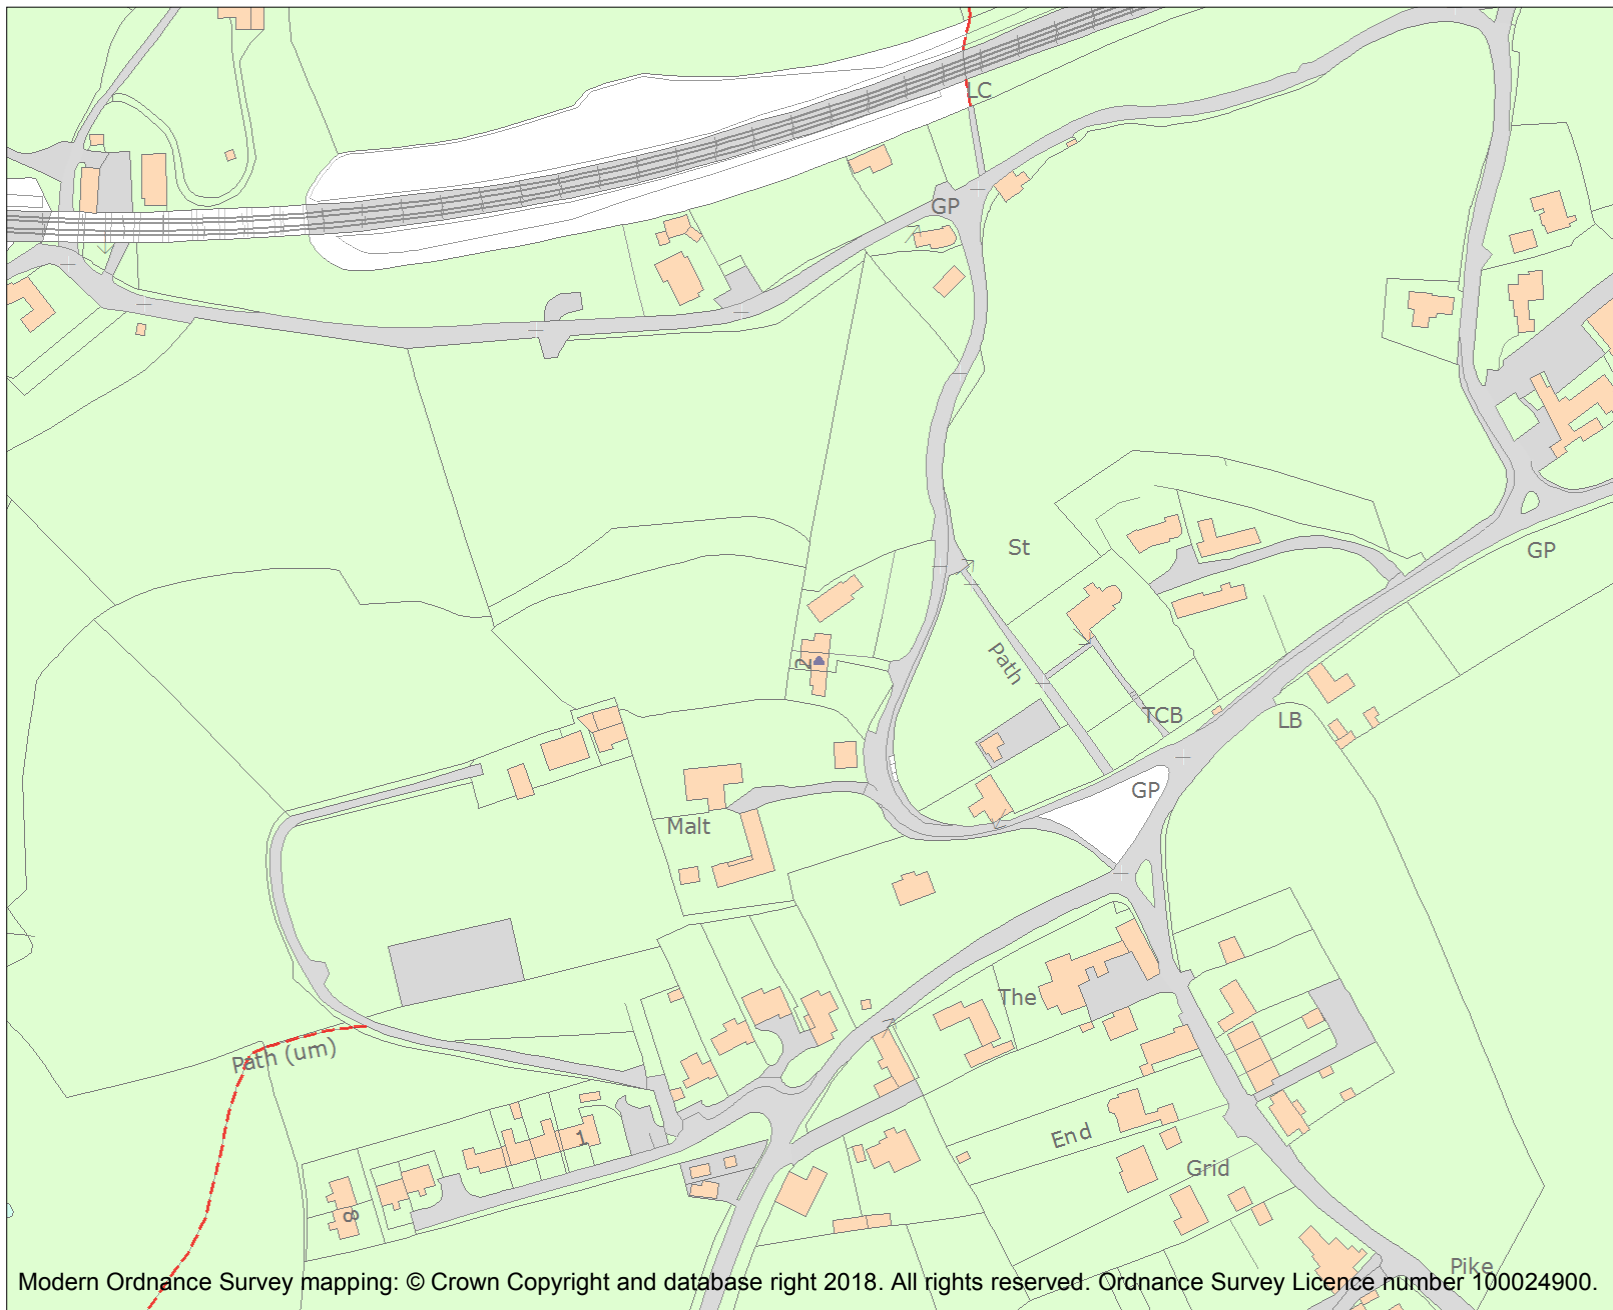 LC
GP
St
GP
Path
2
TCB
LB
GP
Malt
The
Path (um)
1
End
Grid
8
Pike
Modern Ordnance Survey mapping: © Crown Copyright and database right 2018. All rights reserved. Ordnance Survey Licence number 100024900.